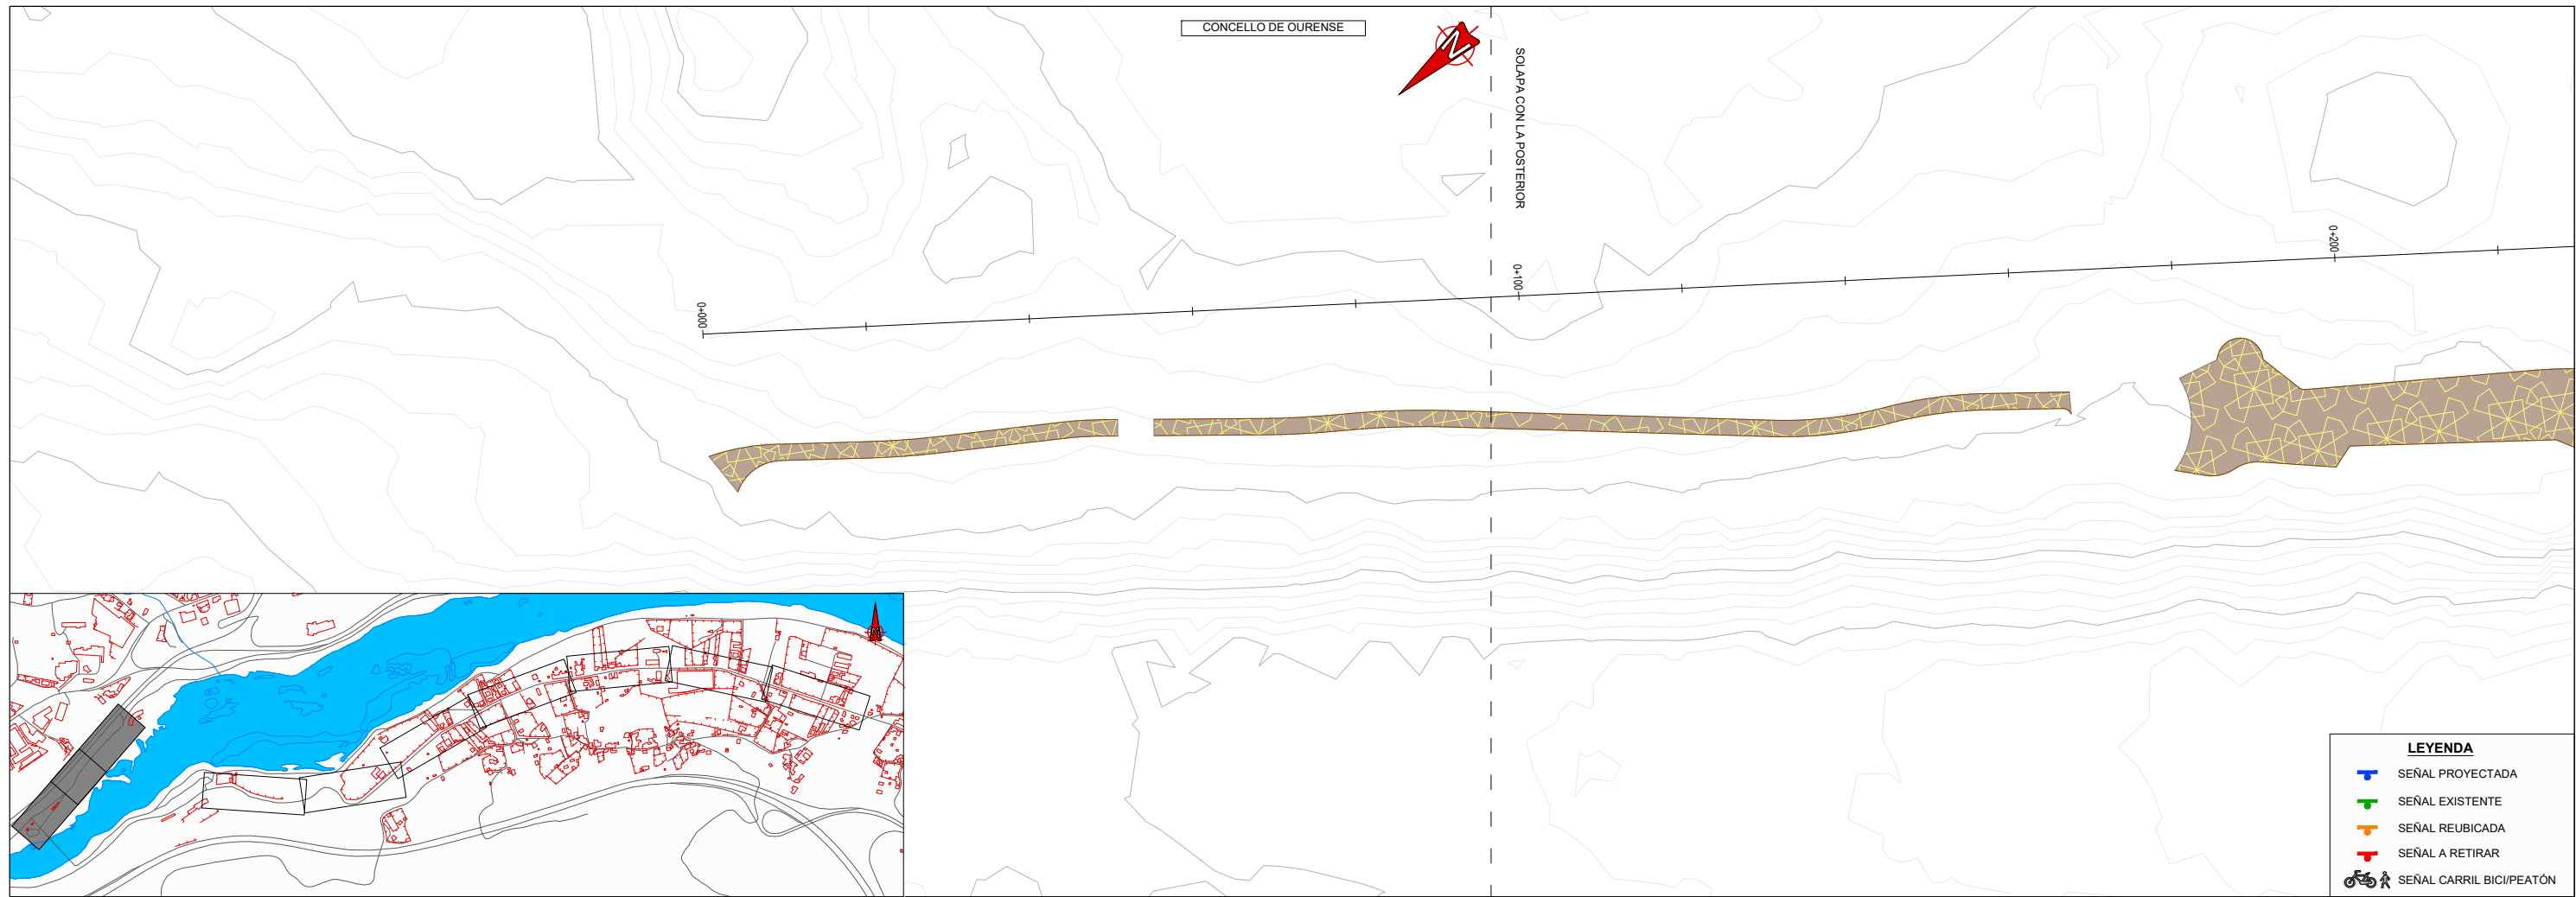 CONCELLO DE OURENSE
N
SOLAPA CON LA POSTERIOR
0+000
0+100
0+200
N
LEYENDA
SEÑAL PROYECTADA
SEÑAL EXISTENTE
SEÑAL REUBICADA
SEÑAL A RETIRAR
SEÑAL CARRIL BICI/PEATÓN